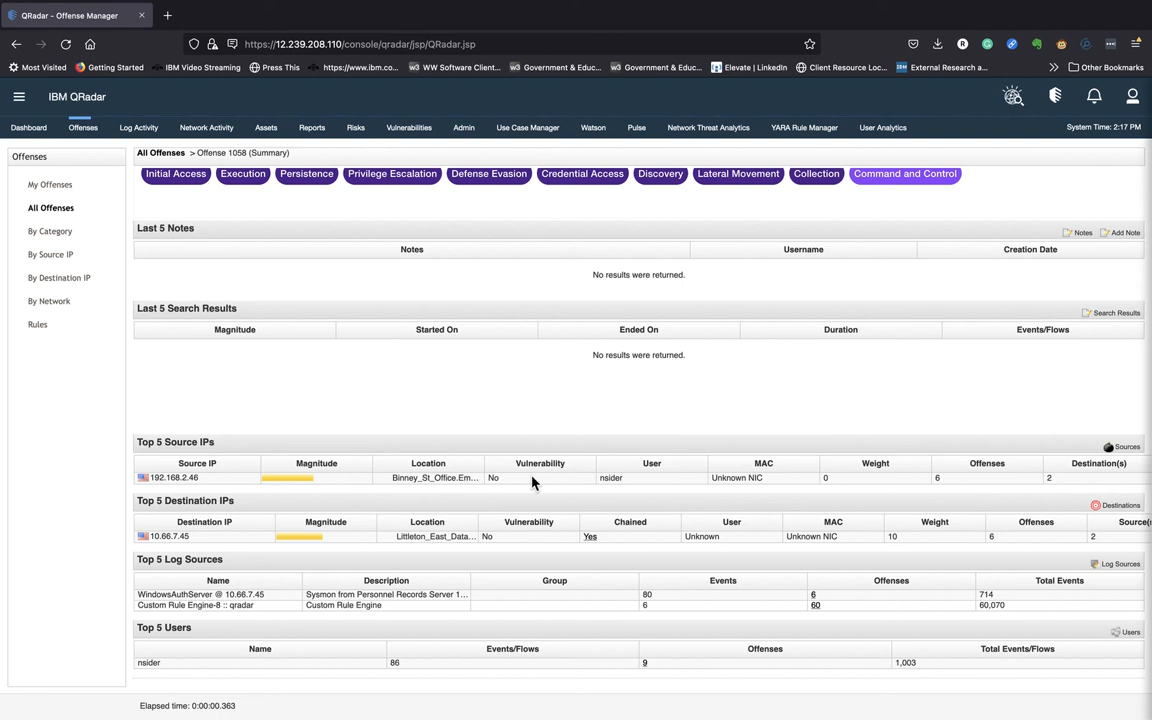 QRadar - Offense Manager
https://12.239.208.110/console/qradar/jsp/QRadar.jsp
Most Visited Getting Started IBM Video Streaming Press This https://www.ibm.co... WW Software Client... Government & Educ... Government & Educ... Elevate | LinkedIn Client Resource Loc... External Research a... Other Bookmarks
IBM QRadar
Dashboard Offenses Log Activity Network Activity Assets Reports Risks Vulnerabilities Admin Use Case Manager Watson Pulse Network Threat Analytics YARA Rule Manager User Analytics System Time: 2:17 PM
Offenses
My Offenses
All Offenses
By Category
By Source IP
By Destination IP
By Network
Rules
All Offenses > Offense 1058 (Summary)
Initial Access Execution Persistence Privilege Escalation Defense Evasion Credential Access Discovery Lateral Movement Collection Command and Control
Last 5 Notes Notes Add Note
Notes Username Creation Date
No results were returned.
Last 5 Search Results Search Results
Magnitude Started On Ended On Duration Events/Flows
No results were returned.
Top 5 Source IPs Sources
Source IP Magnitude Location Vulnerability User MAC Weight Offenses Destination(s)
192.168.2.46 Binney_St_Office.Em... No nsider Unknown NIC 0 6 2
Top 5 Destination IPs Destinations
Destination IP Magnitude Location Vulnerability Chained User MAC Weight Offenses Source(s
10.66.7.45 Littleton_East_Data... No Yes Unknown Unknown NIC 10 6 2
Top 5 Log Sources Log Sources
Name Description Group Events Offenses Total Events
WindowsAuthServer @ 10.66.7.45 Sysmon from Personnel Records Server 1... 80 6 714
Custom Rule Engine-8 :: qradar Custom Rule Engine 6 60 60,070
Top 5 Users Users
Name Events/Flows Offenses Total Events/Flows
nsider 86 9 1,003
Elapsed time: 0:00:00.363